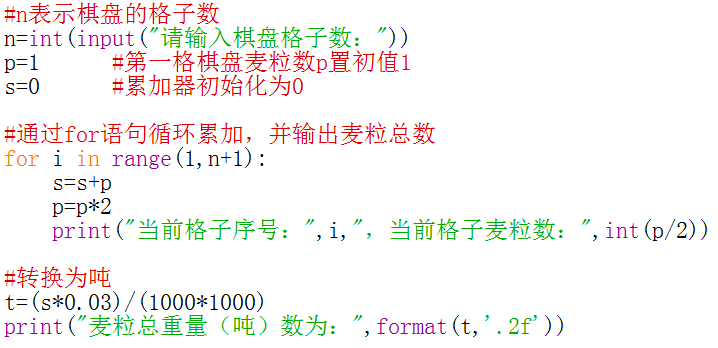 #n表示棋盘的格子数
n=int(input("请输入棋盘格子数："))
p=1      #第一格棋盘麦粒数p置初值1
s=0      #累加器初始化为0
#通过for语句循环累加，并输出麦粒总数
for i in range(1,n+1):
    s=s+p
    p=p*2
    print("当前格子序号：",i,"，当前格子麦粒数：",int(p/2))
#转换为吨
t=(s*0.03)/(1000*1000)
print("麦粒总重量（吨）数为：",format(t,'.2f'))